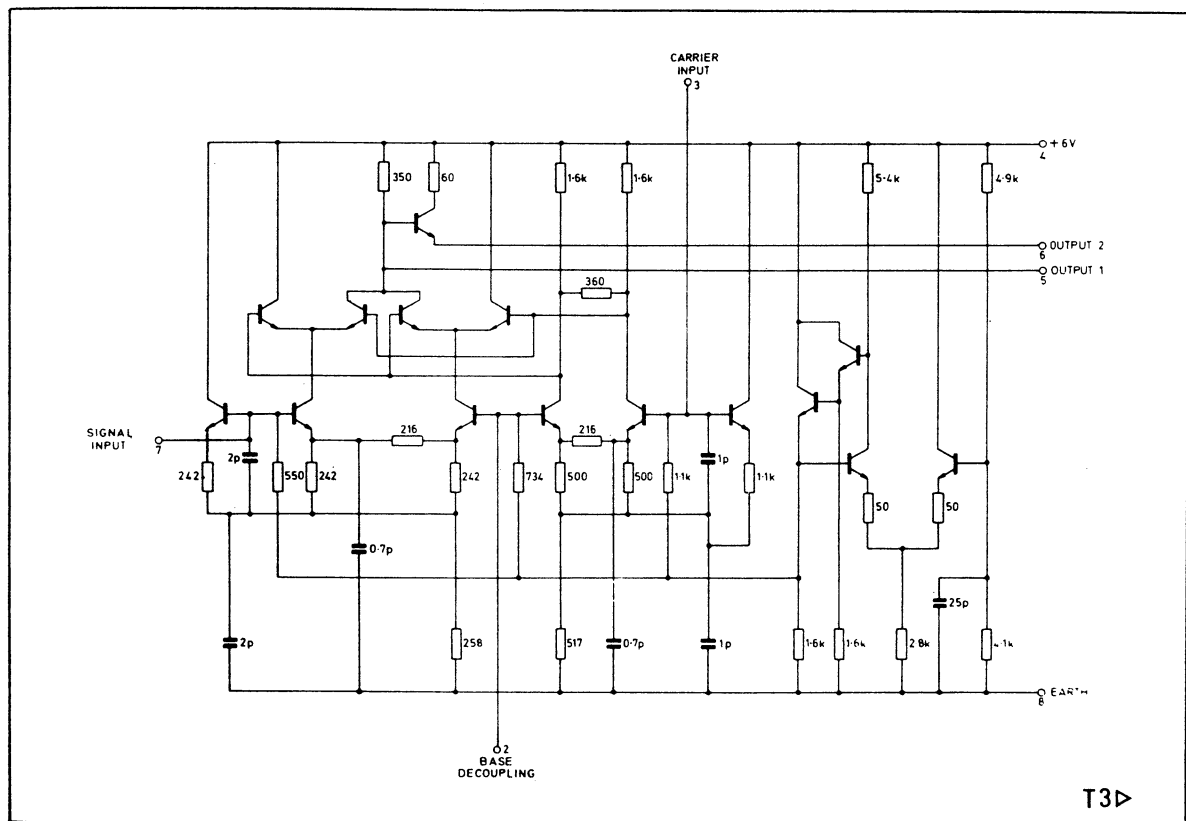 CARRIER
INPUT
3
+6V
4
350
60
1·6k
1·6k
5·4k
4·9k
OUTPUT 2
6
OUTPUT 1
5
360
SIGNAL
INPUT
7
216
216
2p
1p
242
550
242
242
734
500
500
1·1k
1·1k
50
50
0·7p
25p
2p
258
517
0·7p
1p
1·6k
1·6k
2·8k
4·1k
EARTH
8
2
BASE
DECOUPLING
T3